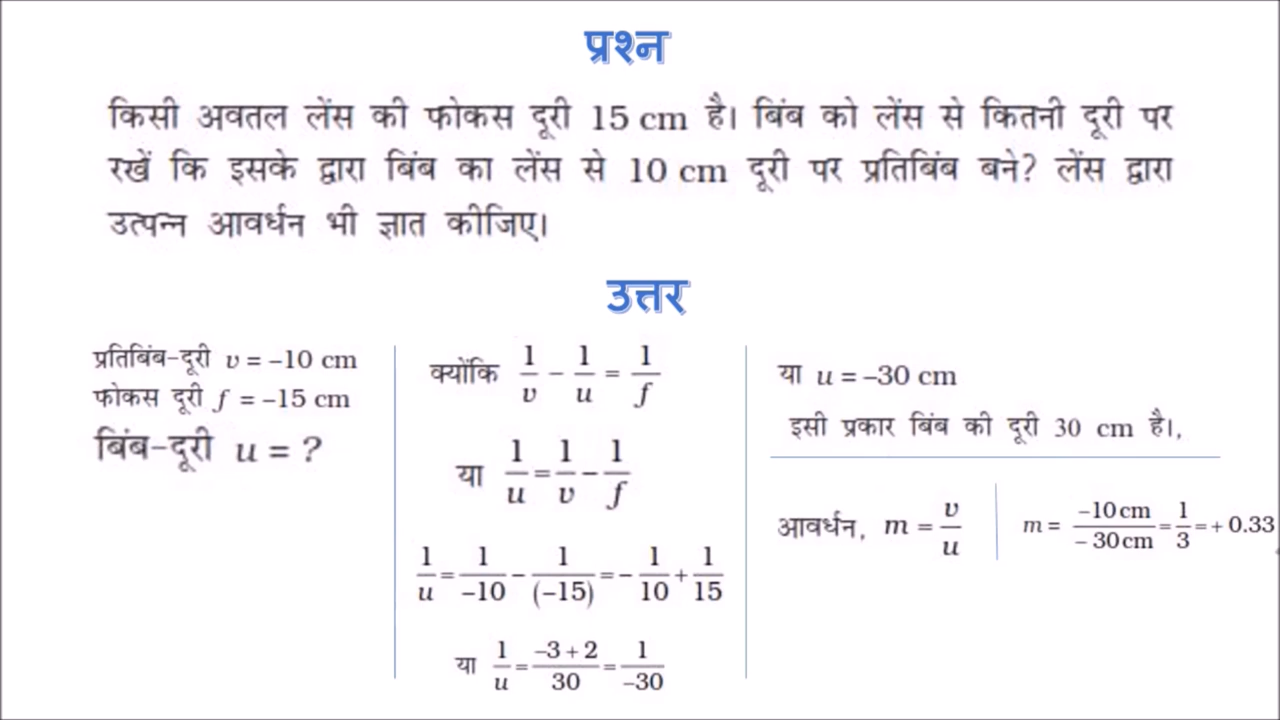 प्रश्न
किसी अवतल लेंस की फोकस दूरी 15 cm है। बिंब को लेंस से कितनी दूरी पर
रखें कि इसके द्वारा बिंब का लेंस से 10 cm दूरी पर प्रतिबिंब बने? लेंस द्वारा
उत्पन्न आवर्धन भी ज्ञात कीजिए।
उत्तर
प्रतिबिंब-दूरी v = –10 cm
फोकस दूरी f = –15 cm
बिंब-दूरी u = ?
क्योंकि 1/v – 1/u = 1/f
या 1/u = 1/v – 1/f
1/u = 1/–10 – 1/(–15) = – 1/10 + 1/15
या 1/u = –3 + 2/30 = 1/–30
या u = –30 cm
इसी प्रकार बिंब की दूरी 30 cm है।,
आवर्धन, m = v/u
m = –10 cm/– 30 cm = 1/3 = + 0.33